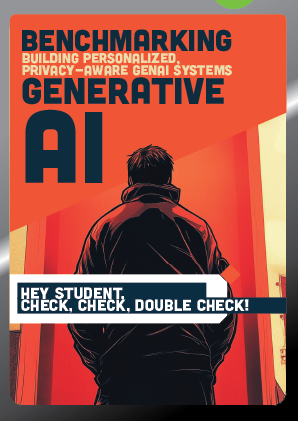 BENCHMARKING
BUILDING PERSONALIZED,
PRIVACY-AWARE GENAI SYSTEMS
GENERATIVE
AI
HEY STUDENT,
CHECK, CHECK, DOUBLE CHECK!